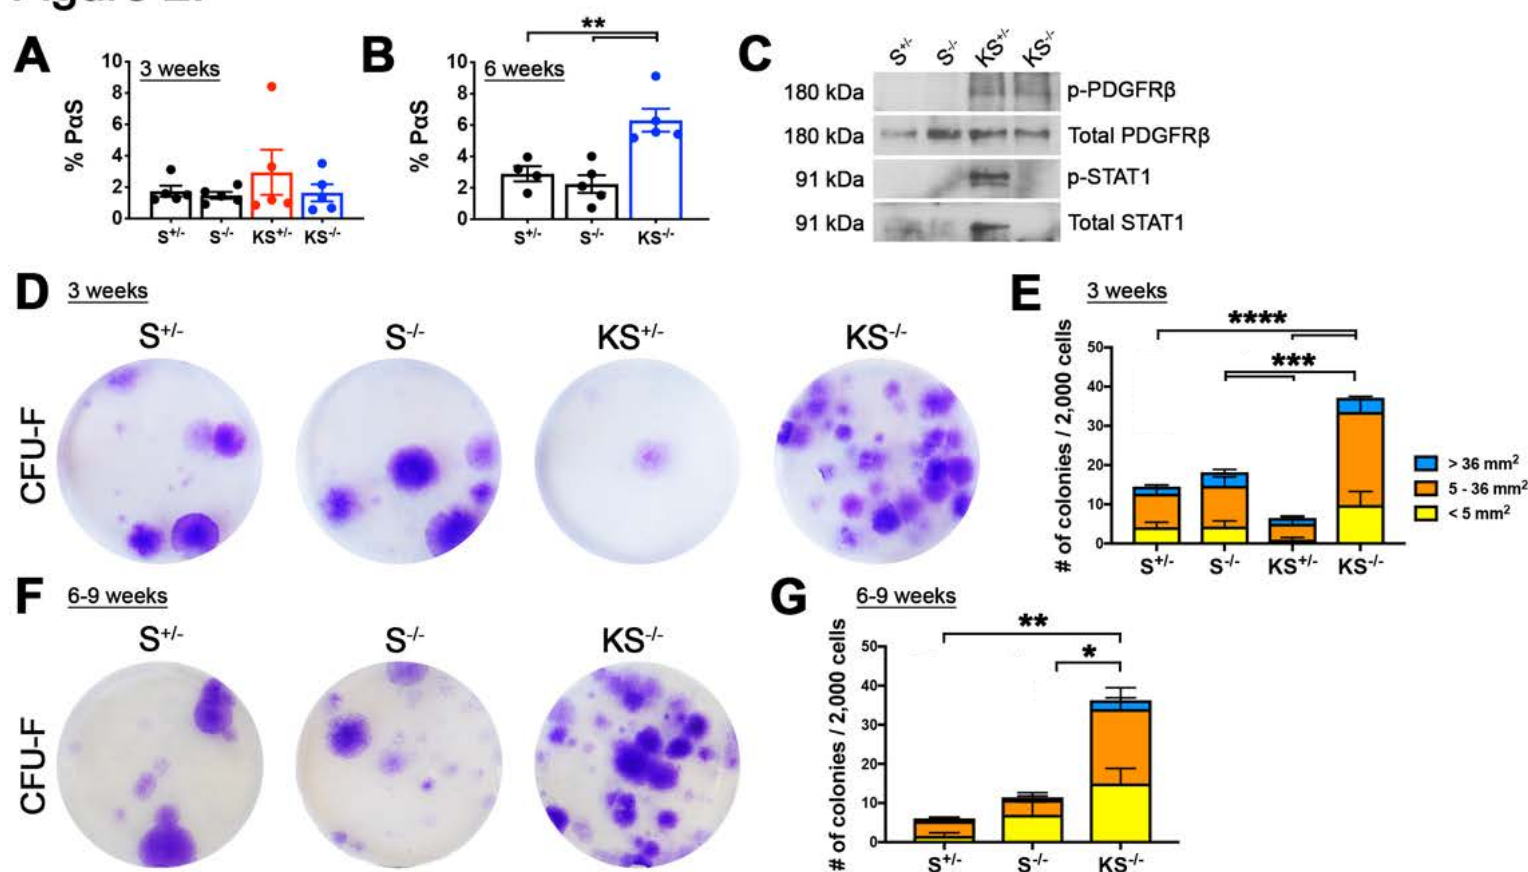 A
3 weeks
% PαS
10
8
6
4
2
0
S+/-
S-/-
KS+/-
KS-/-
B
6 weeks
**
% PαS
10
8
6
4
2
0
S+/-
S-/-
KS-/-
C
S+/-
S-/-
KS+/-
KS-/-
180 kDa
p-PDGFRβ
180 kDa
Total PDGFRβ
91 kDa
p-STAT1
91 kDa
Total STAT1
D
3 weeks
S+/-
S-/-
KS+/-
KS-/-
CFU-F
E
3 weeks
****
***
# of colonies / 2,000 cells
50
40
30
20
10
0
S+/-
S-/-
KS+/-
KS-/-
> 36 mm²
5 - 36 mm²
< 5 mm²
F
6-9 weeks
S+/-
S-/-
KS-/-
CFU-F
G
6-9 weeks
**
*
# of colonies / 2,000 cells
50
40
30
20
10
0
S+/-
S-/-
KS-/-